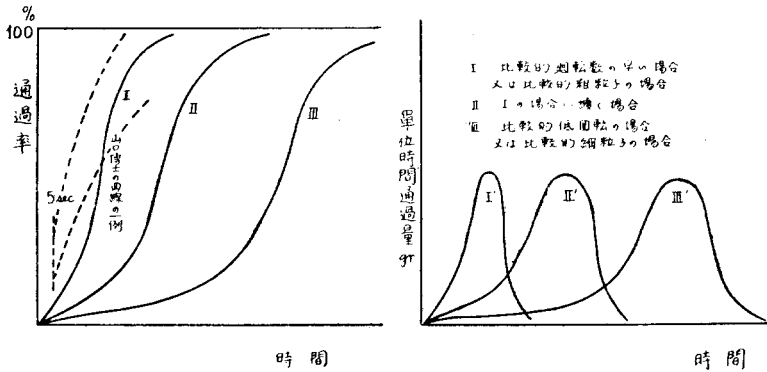 %
100
通過率
5 sec
I
II
III
山口博士の曲線の一例
時間
I 比較的廻転数の早い場合
又は比較的粗粒子の場合
II Iの場合に続く場合
III 比較的低回転の場合
又は比較的細粒子の場合
單位時間通過量gr
I'
II'
III'
時間